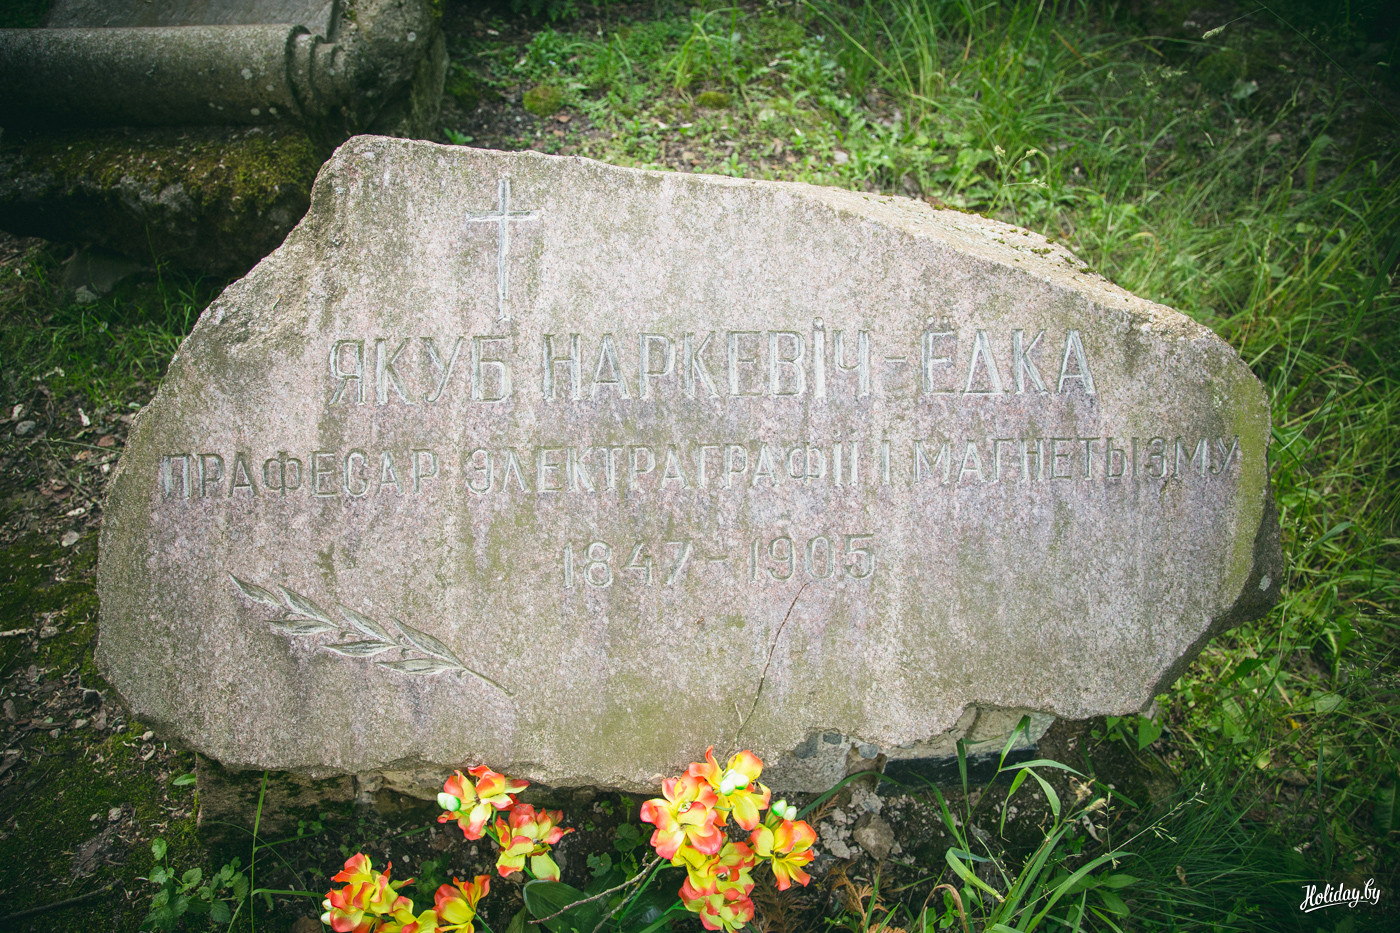 ЯКУБ НАРКЕВІЧ-ЁДКА
ПРАФЕСАР ЭЛЕКТРАГРАФІІ І МАГНЕТЫЗМУ
1847-1905
Holiday.by